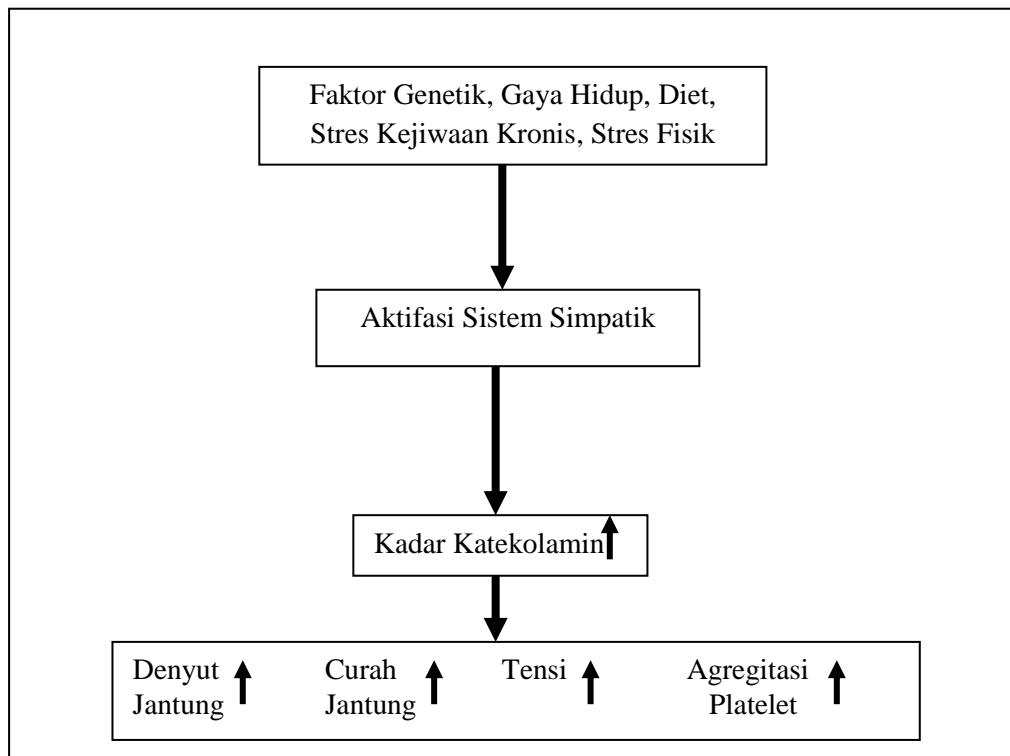 Faktor Genetik, Gaya Hidup, Diet,
Stres Kejiwaan Kronis, Stres Fisik
Aktifasi Sistem Simpatik
Kadar Katekolamin
Denyut
Jantung
Curah
Jantung
Tensi
Agregitasi
Platelet